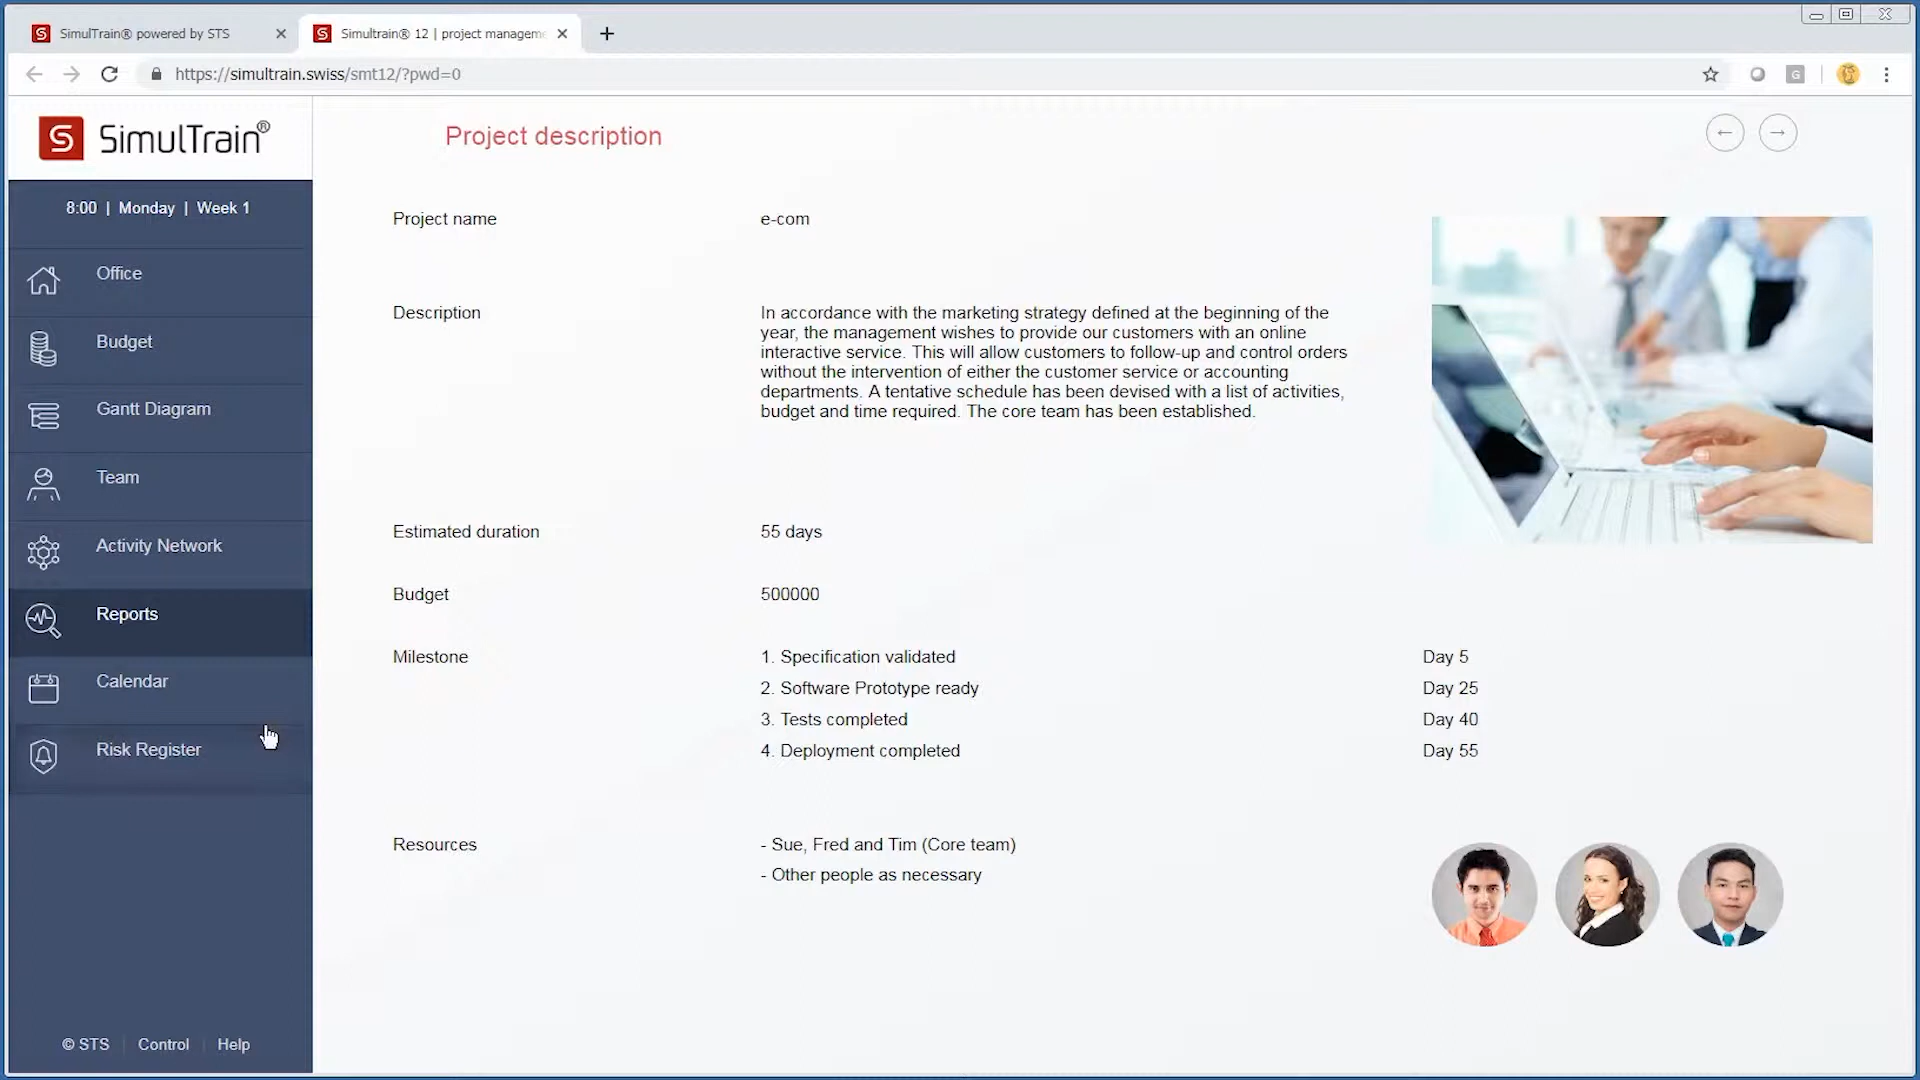 SimulTrain® powered by STS
Simultrain® 12 | project manageme
https://simultrain.swiss/smt12/?pwd=0
G
S SimulTrain®
Project description
8:00 | Monday | Week 1
Office
Budget
Gantt Diagram
Team
Activity Network
Reports
Calendar
Risk Register
© STS
Control
Help
Project name
e-com
Description
In accordance with the marketing strategy defined at the beginning of the
year, the management wishes to provide our customers with an online
interactive service. This will allow customers to follow-up and control orders
without the intervention of either the customer service or accounting
departments. A tentative schedule has been devised with a list of activities,
budget and time required. The core team has been established.
Estimated duration
55 days
Budget
500000
Milestone
1. Specification validated Day 5
2. Software Prototype ready Day 25
3. Tests completed Day 40
4. Deployment completed Day 55
Resources
- Sue, Fred and Tim (Core team)
- Other people as necessary